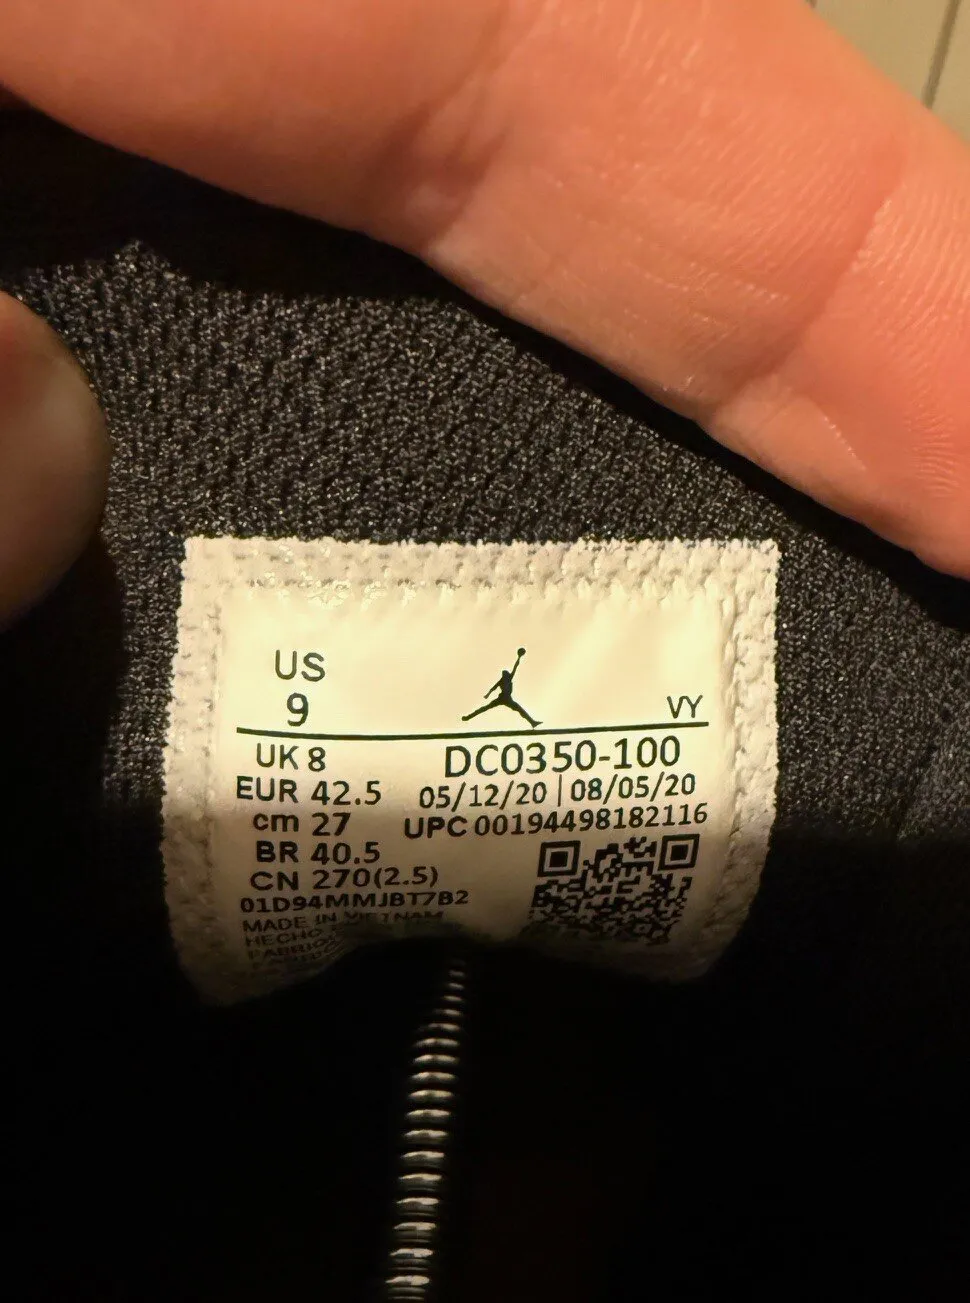 US
9
VY
UK 8
DC0350-100
EUR 42.5
05/12/20 | 08/05/20
cm 27
UPC 00194498182116
BR 40.5
CN 270(2.5)
01D94MMJBT7B2
MADE IN VIETNAM
HECHO